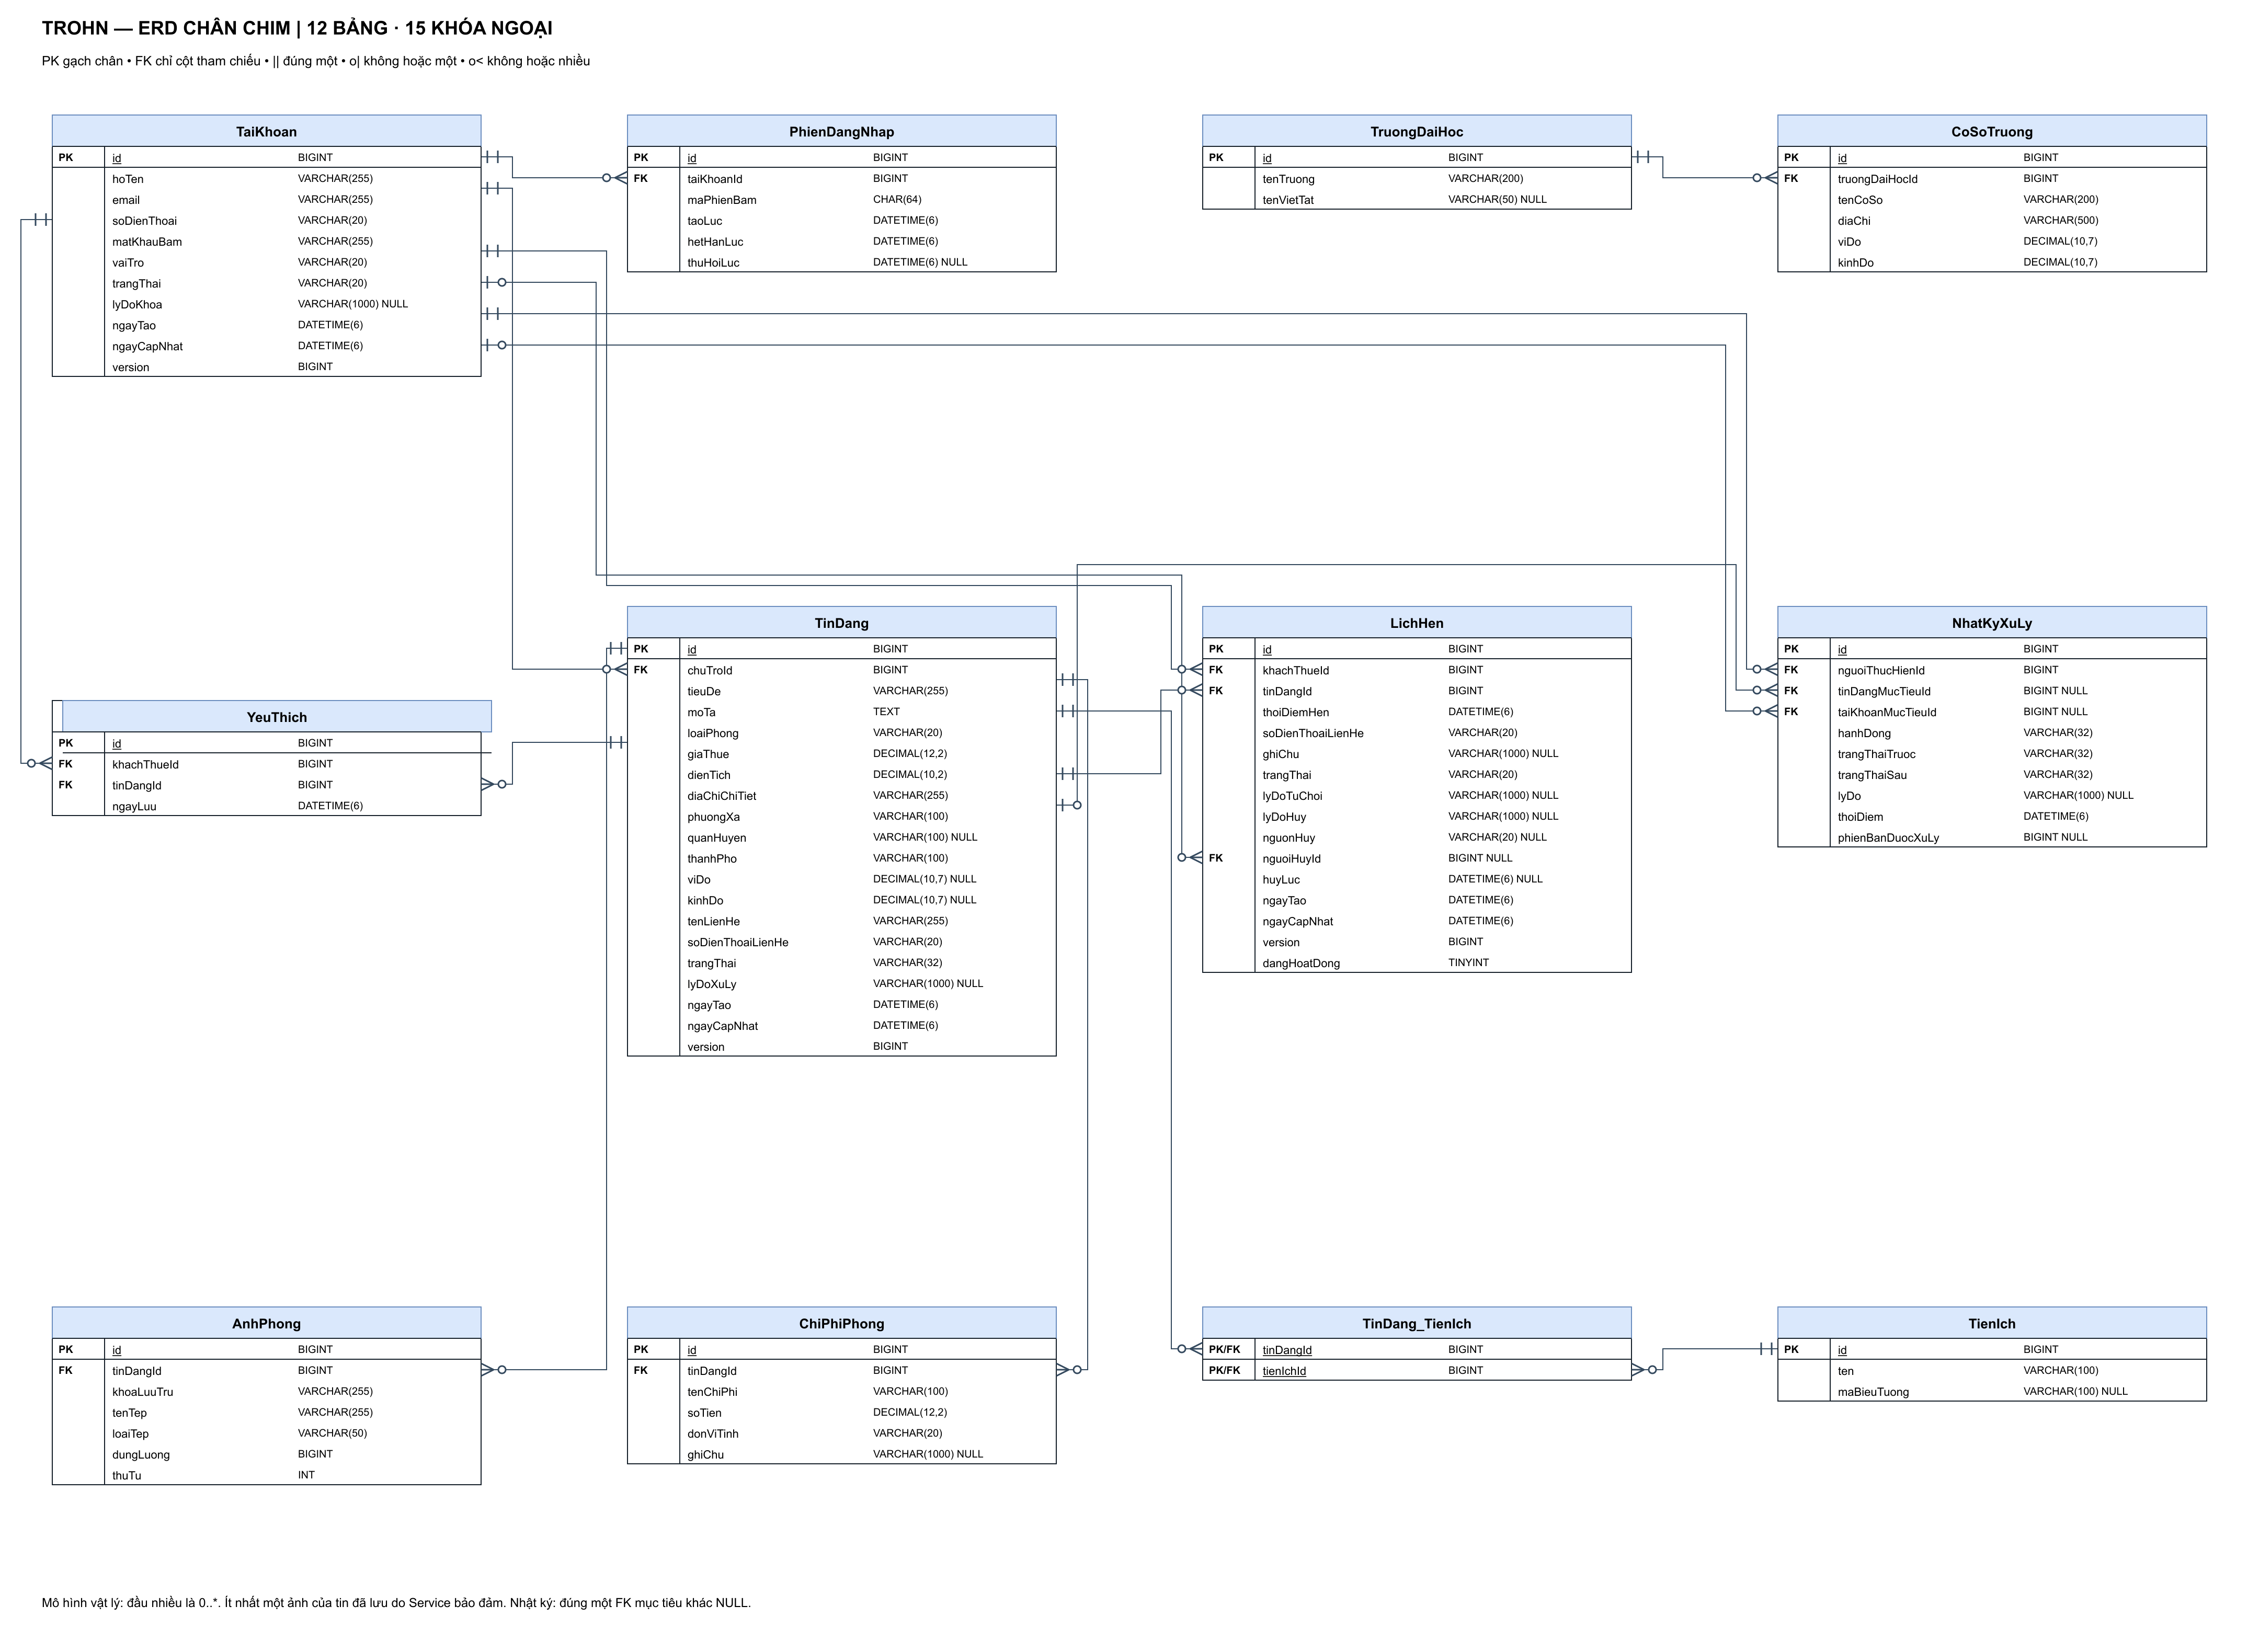 TROHN — ERD CHÂN CHIM | 12 BẢNG · 15 KHÓA NGOẠI
PK gạch chân • FK chỉ cột tham chiếu • || đúng một • o| không hoặc một • o< không hoặc nhiều
TaiKhoan
PK id BIGINT
hoTen VARCHAR(255)
email VARCHAR(255)
soDienThoai VARCHAR(20)
matKhauBam VARCHAR(255)
vaiTro VARCHAR(20)
trangThai VARCHAR(20)
lyDoKhoa VARCHAR(1000) NULL
ngayTao DATETIME(6)
ngayCapNhat DATETIME(6)
version BIGINT
PhienDangNhap
PK id BIGINT
FK taiKhoanId BIGINT
maPhienBam CHAR(64)
taoLuc DATETIME(6)
hetHanLuc DATETIME(6)
thuHoiLuc DATETIME(6) NULL
TruongDaiHoc
PK id BIGINT
tenTruong VARCHAR(200)
tenVietTat VARCHAR(50) NULL
CoSoTruong
PK id BIGINT
FK truongDaiHocId BIGINT
tenCoSo VARCHAR(200)
diaChi VARCHAR(500)
viDo DECIMAL(10,7)
kinhDo DECIMAL(10,7)
YeuThich
PK id BIGINT
FK khachThueId BIGINT
FK tinDangId BIGINT
ngayLuu DATETIME(6)
TinDang
PK id BIGINT
FK chuTroId BIGINT
tieuDe VARCHAR(255)
moTa TEXT
loaiPhong VARCHAR(20)
giaThue DECIMAL(12,2)
dienTich DECIMAL(10,2)
diaChiChiTiet VARCHAR(255)
phuongXa VARCHAR(100)
quanHuyen VARCHAR(100) NULL
thanhPho VARCHAR(100)
viDo DECIMAL(10,7) NULL
kinhDo DECIMAL(10,7) NULL
tenLienHe VARCHAR(255)
soDienThoaiLienHe VARCHAR(20)
trangThai VARCHAR(32)
lyDoXuLy VARCHAR(1000) NULL
ngayTao DATETIME(6)
ngayCapNhat DATETIME(6)
version BIGINT
LichHen
PK id BIGINT
FK khachThueId BIGINT
FK tinDangId BIGINT
thoiDiemHen DATETIME(6)
soDienThoaiLienHe VARCHAR(20)
ghiChu VARCHAR(1000) NULL
trangThai VARCHAR(20)
lyDoTuChoi VARCHAR(1000) NULL
lyDoHuy VARCHAR(1000) NULL
nguonHuy VARCHAR(20) NULL
FK nguoiHuyId BIGINT NULL
huyLuc DATETIME(6) NULL
ngayTao DATETIME(6)
ngayCapNhat DATETIME(6)
version BIGINT
dangHoatDong TINYINT
NhatKyXuLy
PK id BIGINT
FK nguoiThucHienId BIGINT
FK tinDangMucTieuId BIGINT NULL
FK taiKhoanMucTieuId BIGINT NULL
hanhDong VARCHAR(32)
trangThaiTruoc VARCHAR(32)
trangThaiSau VARCHAR(32)
lyDo VARCHAR(1000) NULL
thoiDiem DATETIME(6)
phienBanDuocXuLy BIGINT NULL
AnhPhong
PK id BIGINT
FK tinDangId BIGINT
khoaLuuTru VARCHAR(255)
tenTep VARCHAR(255)
loaiTep VARCHAR(50)
dungLuong BIGINT
thuTu INT
ChiPhiPhong
PK id BIGINT
FK tinDangId BIGINT
tenChiPhi VARCHAR(100)
soTien DECIMAL(12,2)
donViTinh VARCHAR(20)
ghiChu VARCHAR(1000) NULL
TinDang_TienIch
PK/FK tinDangId BIGINT
PK/FK tienIchId BIGINT
TienIch
PK id BIGINT
ten VARCHAR(100)
maBieuTuong VARCHAR(100) NULL
Mô hình vật lý: đầu nhiều là 0..*. Ít nhất một ảnh của tin đã lưu do Service bảo đảm. Nhật ký: đúng một FK mục tiêu khác NULL.